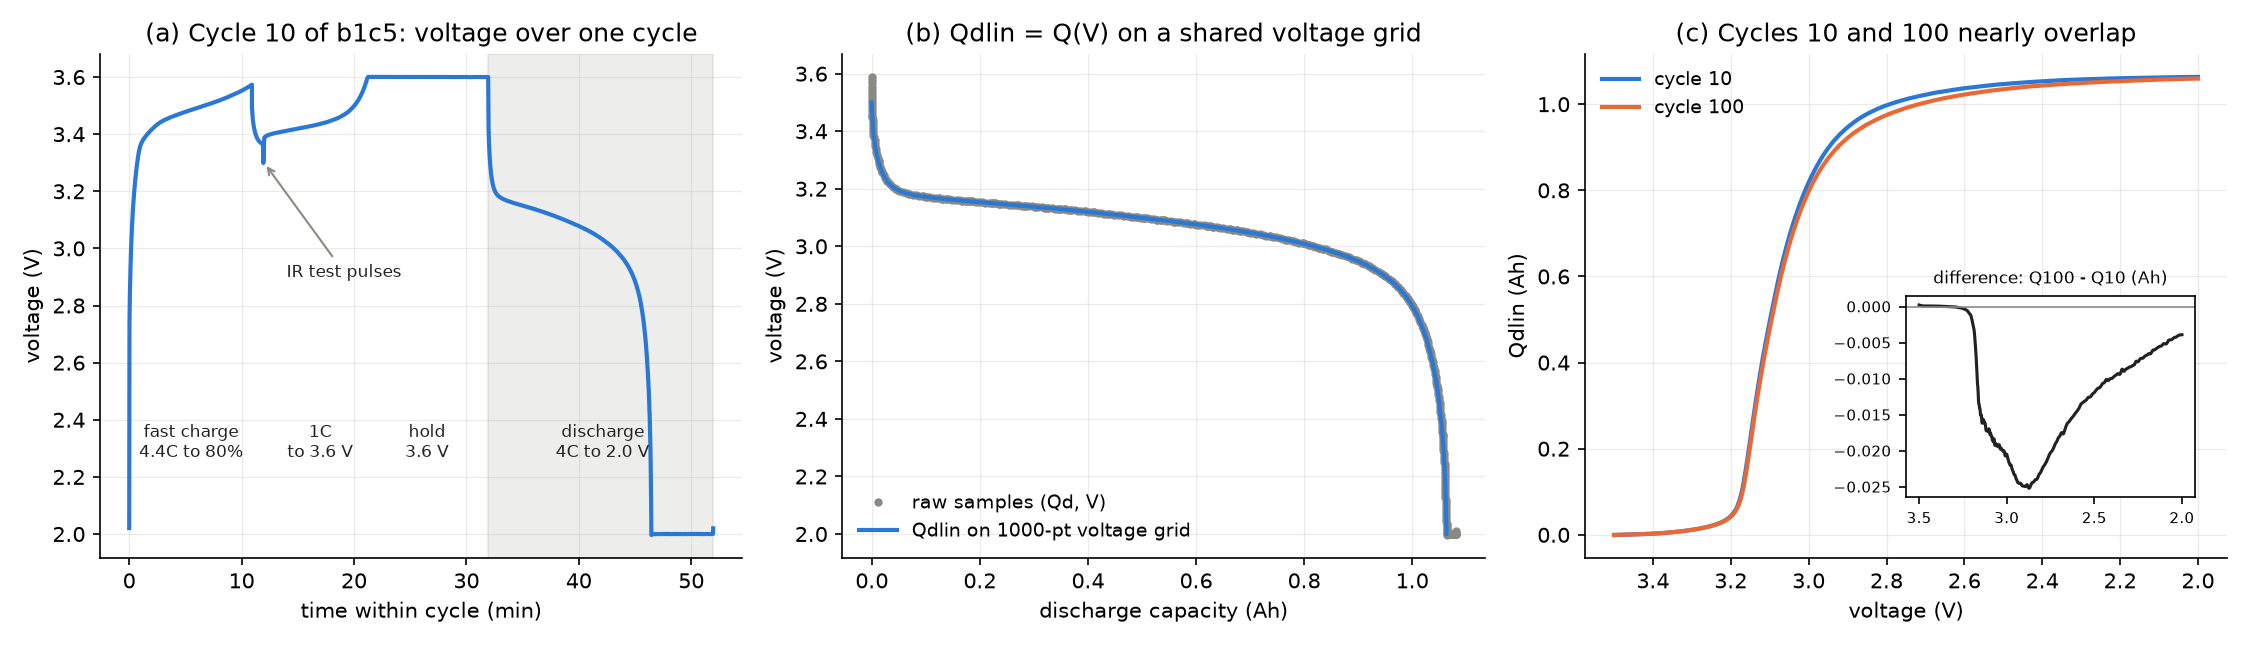 (a) Cycle 10 of b1c5: voltage over one cycle
voltage (V)
3.6
3.4
3.2
3.0
2.8
2.6
2.4
2.2
2.0
IR test pulses
fast charge
4.4C to 80%
1C
to 3.6 V
hold
3.6 V
discharge
4C to 2.0 V
0
10
20
30
40
50
time within cycle (min)
(b) Qdlin = Q(V) on a shared voltage grid
voltage (V)
3.6
3.4
3.2
3.0
2.8
2.6
2.4
2.2
2.0
raw samples (Qd, V)
Qdlin on 1000-pt voltage grid
0.0
0.2
0.4
0.6
0.8
1.0
discharge capacity (Ah)
(c) Cycles 10 and 100 nearly overlap
Qdlin (Ah)
1.0
0.8
0.6
0.4
0.2
0.0
cycle 10
cycle 100
difference: Q100 - Q10 (Ah)
0.000
−0.005
−0.010
−0.015
−0.020
−0.025
3.5
3.0
2.5
2.0
3.4
3.2
3.0
2.8
2.6
2.4
2.2
2.0
voltage (V)